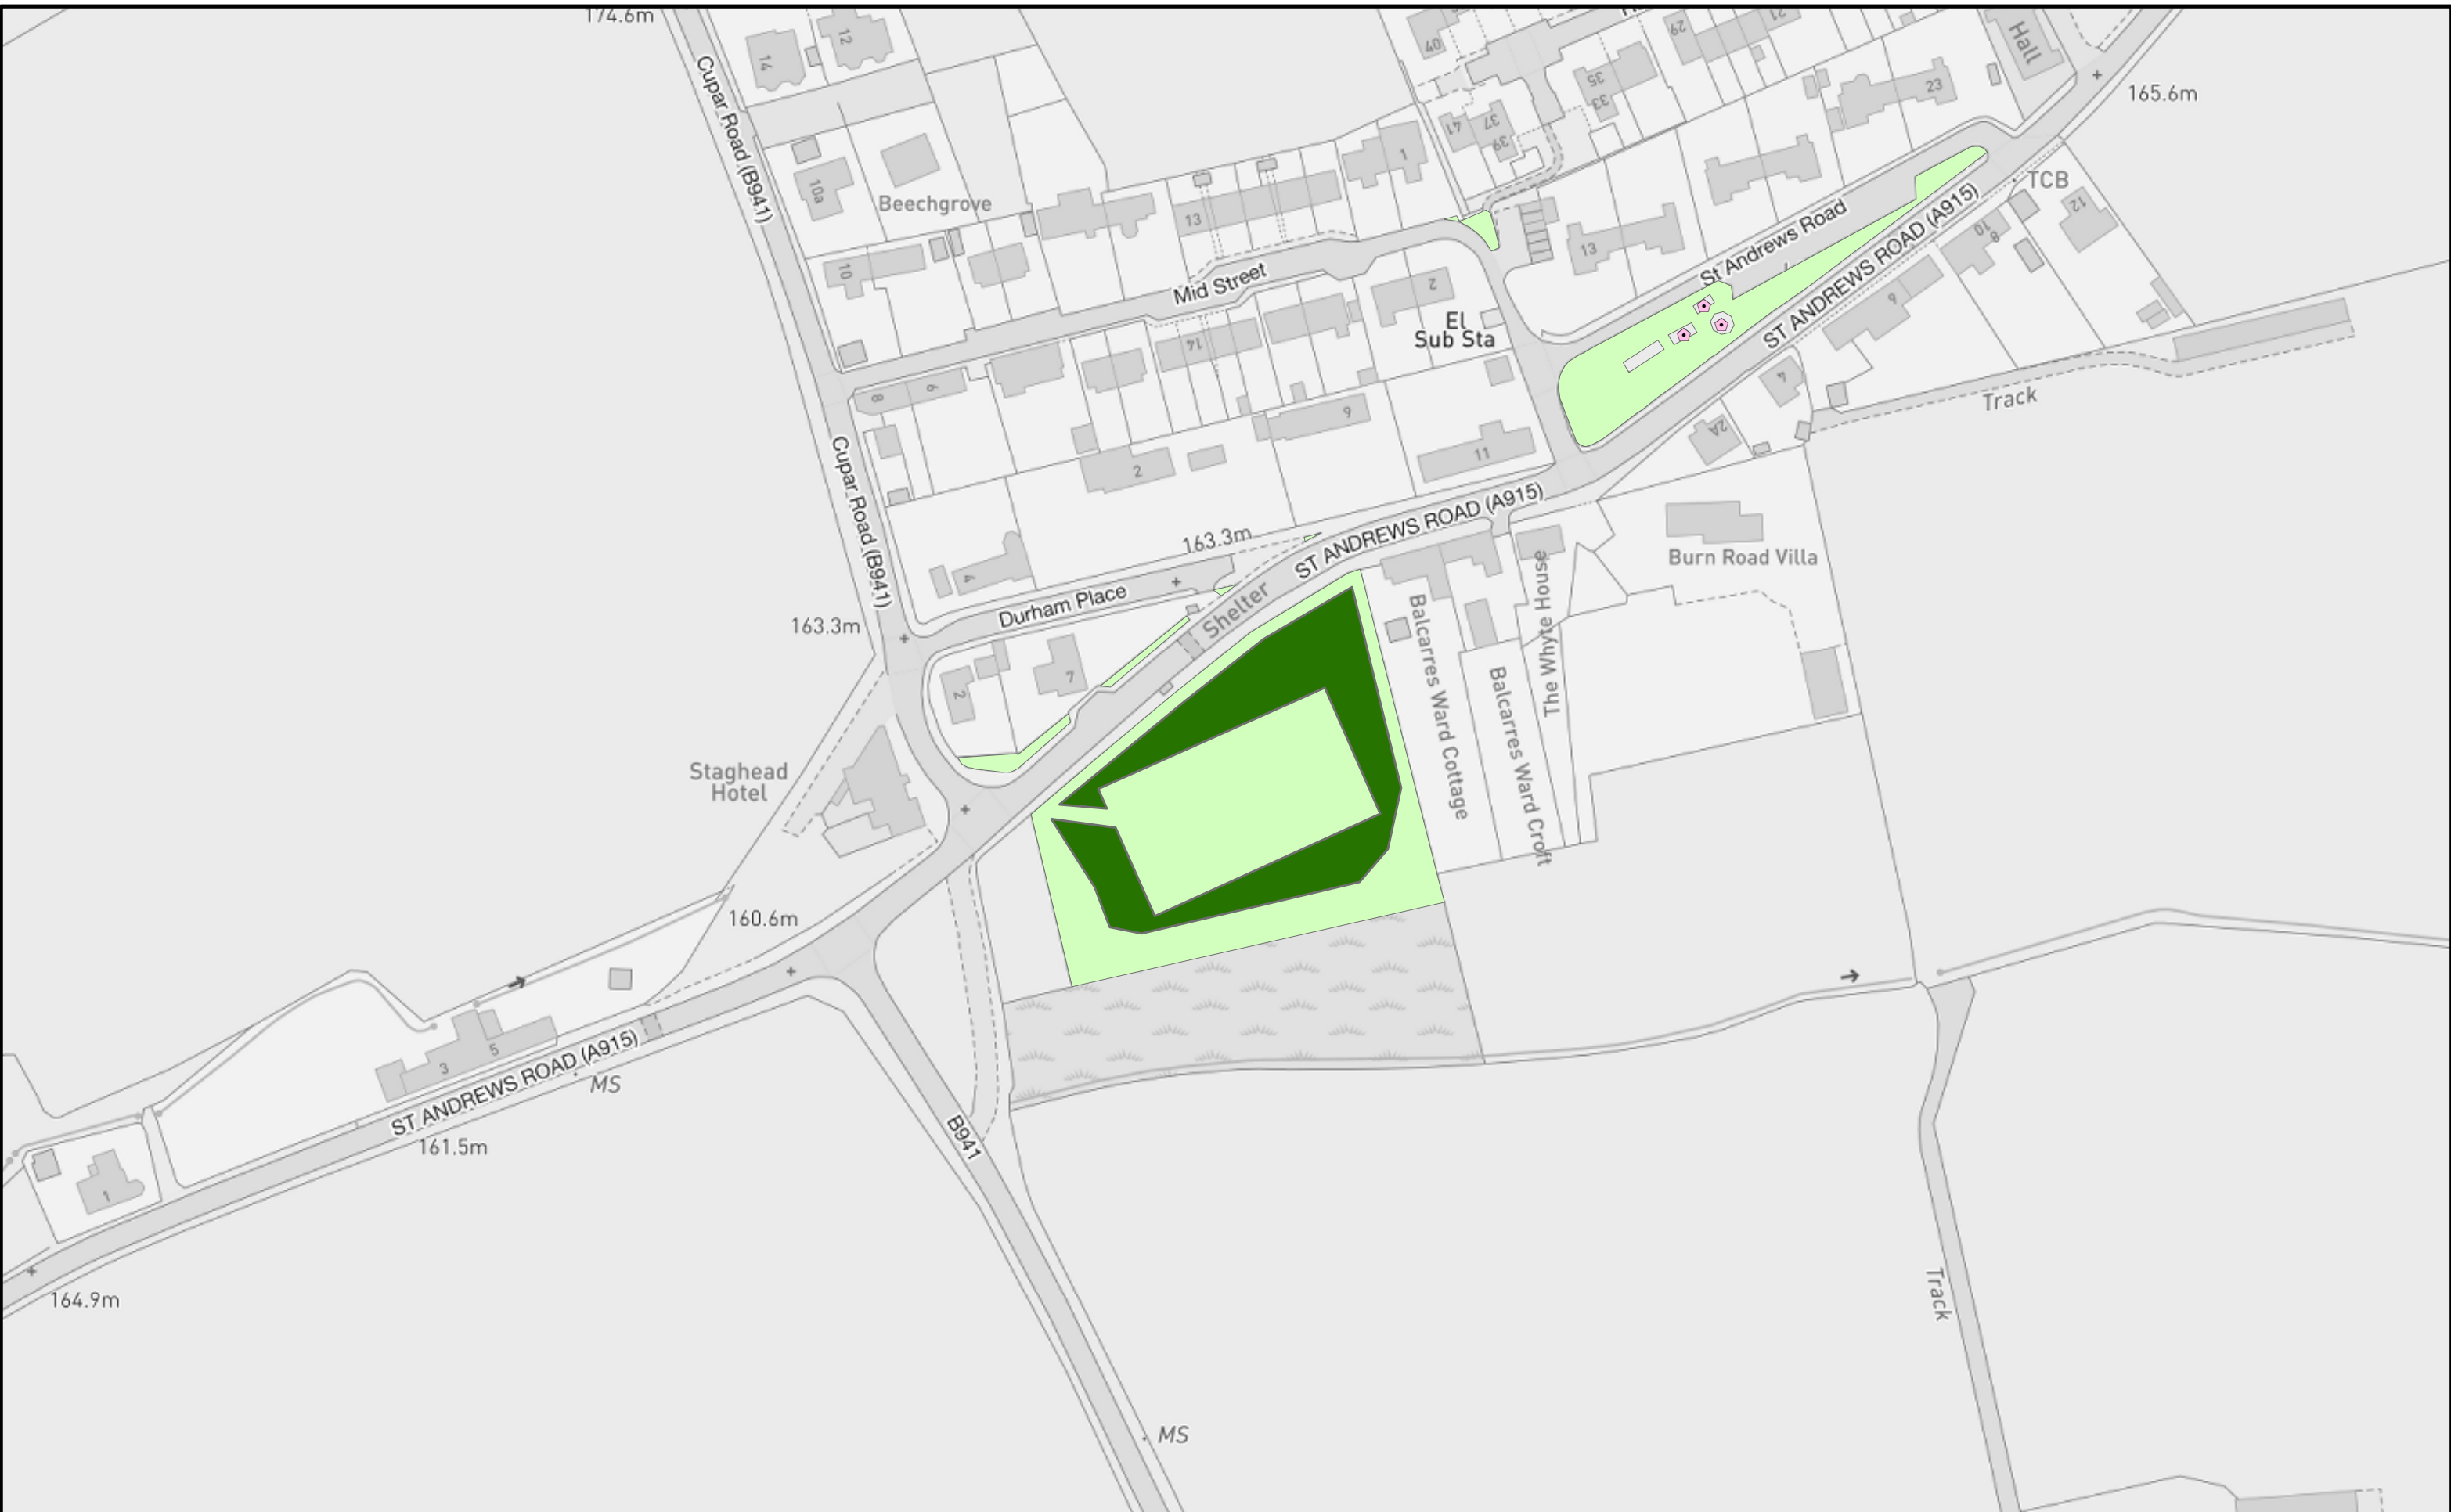 174.6m
12
14
40
29
21
Hall
Cupar Road (B941)
35
33
23
165.6m
41
37
39
1
10a
Beechgrove
13
13
TCB
12
St Andrews Road
ST ANDREWS ROAD (A915)
10
8
10
Mid Street
2
El
Sub Sta
6
14
8
6
4
Track
9
2A
2
11
Cupar Road (B941)
ST ANDREWS ROAD (A915)
163.3m
Burn Road Villa
4
Durham Place
Shelter
163.3m
The Whyte House
Balcarres Ward Cottage
Balcarres Ward Croft
2
7
Staghead
Hotel
160.6m
5
3
ST ANDREWS ROAD (A915)
MS
161.5m
B941
1
164.9m
Track
MS